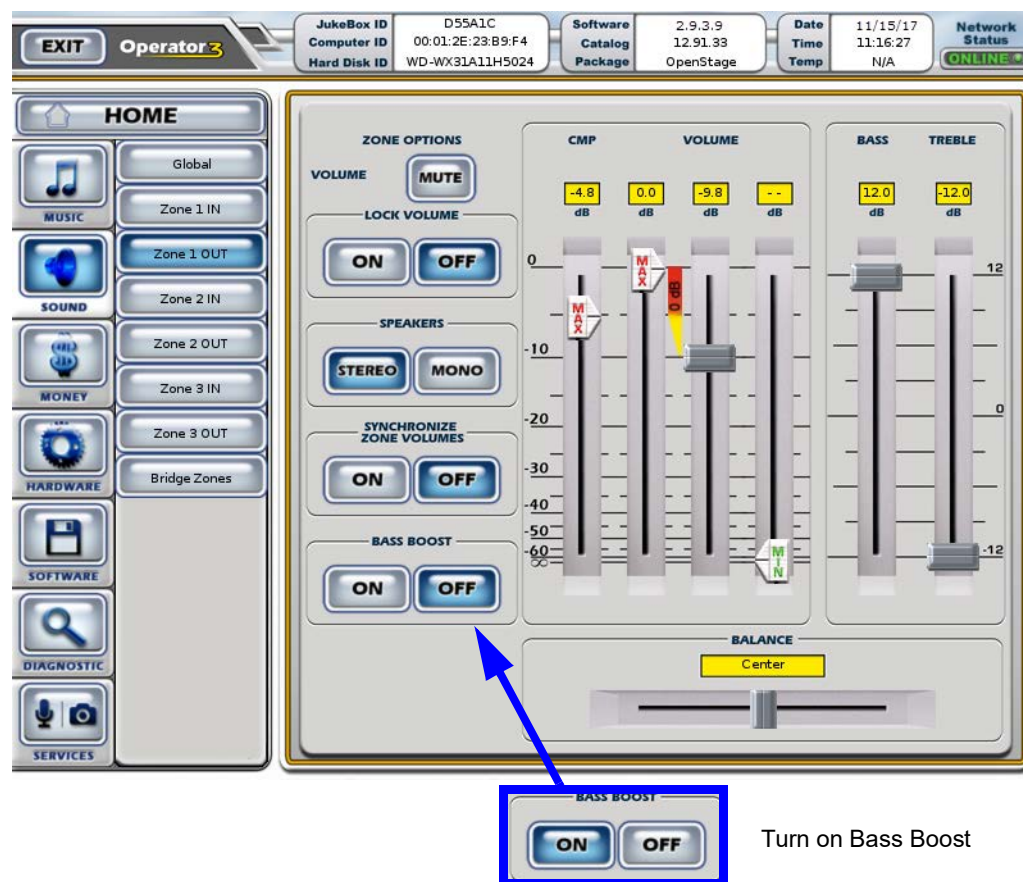 EXIT
Operator3
JukeBox ID D55A1C
Computer ID 00:01:2E:23:B9:F4
Hard Disk ID WD-WX31A11H5024
Software 2.9.3.9
Catalog 12.91.33
Package OpenStage
Date 11/15/17
Time 11:16:27
Temp N/A
Network
Status
ONLINE
HOME
MUSIC
SOUND
MONEY
HARDWARE
SOFTWARE
DIAGNOSTIC
SERVICES
Global
Zone 1 IN
Zone 1 OUT
Zone 2 IN
Zone 2 OUT
Zone 3 IN
Zone 3 OUT
Bridge Zones
ZONE OPTIONS
VOLUME MUTE
LOCK VOLUME
ON OFF
SPEAKERS
STEREO MONO
SYNCHRONIZE
ZONE VOLUMES
ON OFF
BASS BOOST
ON OFF
CMP VOLUME
-4.8 0.0 -9.8 --
dB dB dB dB
0
-10
-20
-30
-40
-50
-60
∞
MAX
MAX
0 dB
MIN
BASS TREBLE
12.0 -12.0
dB dB
12
0
-12
BALANCE
Center
BASS BOOST
ON OFF
Turn on Bass Boost